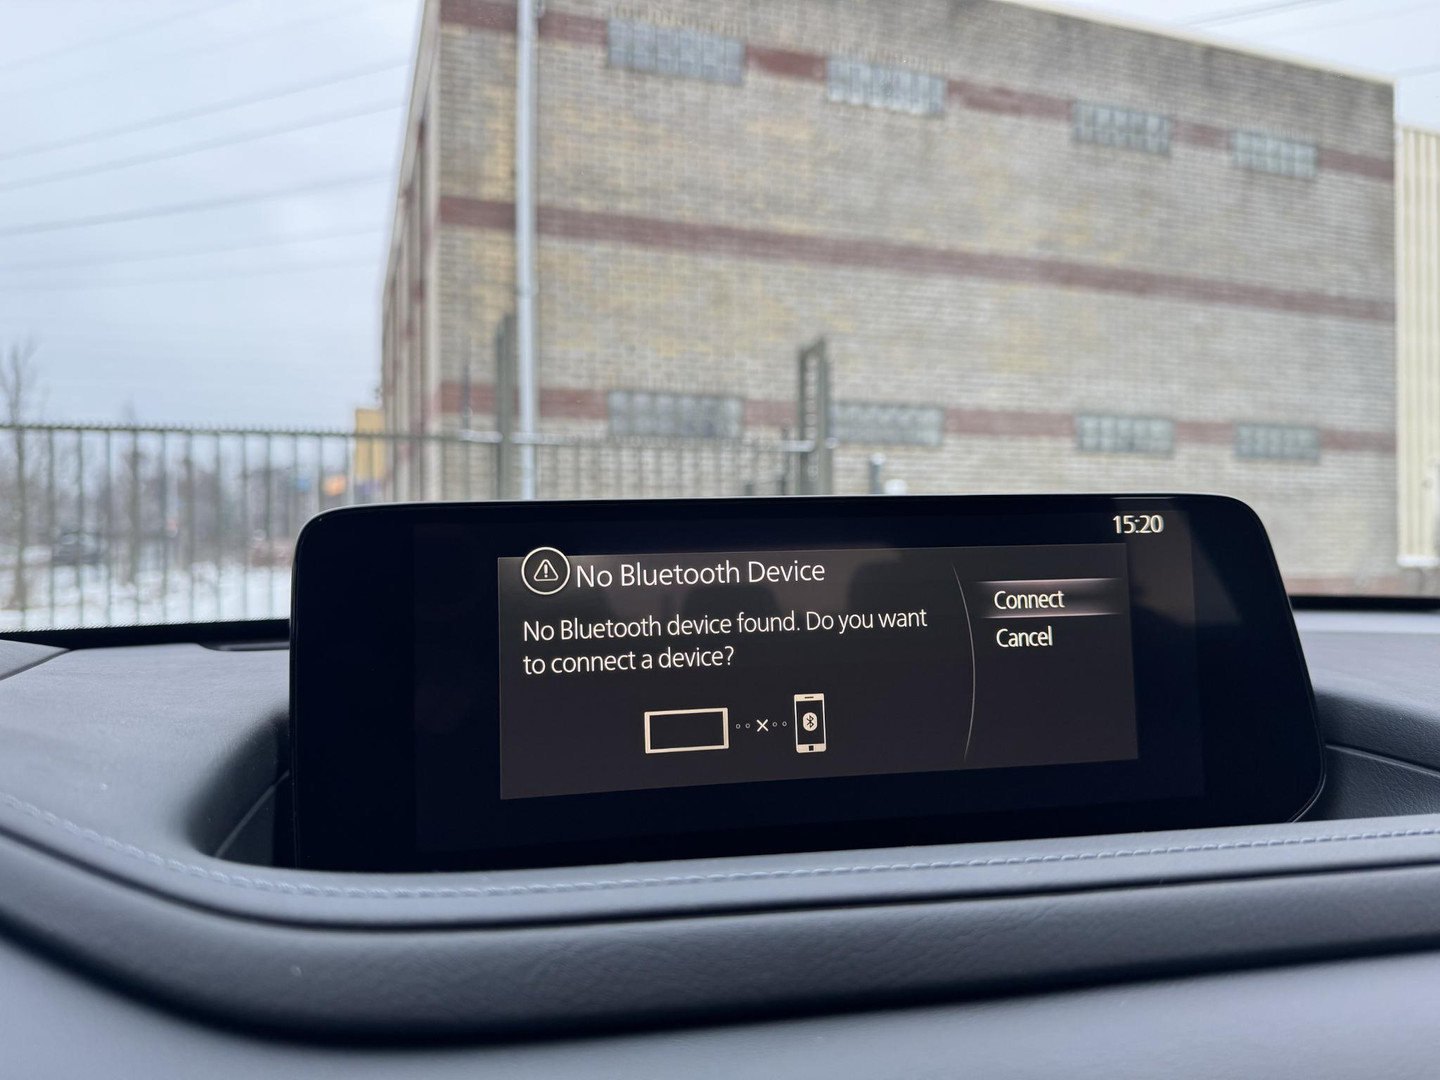 15:20
No Bluetooth Device
No Bluetooth device found. Do you want
to connect a device?
Connect
Cancel